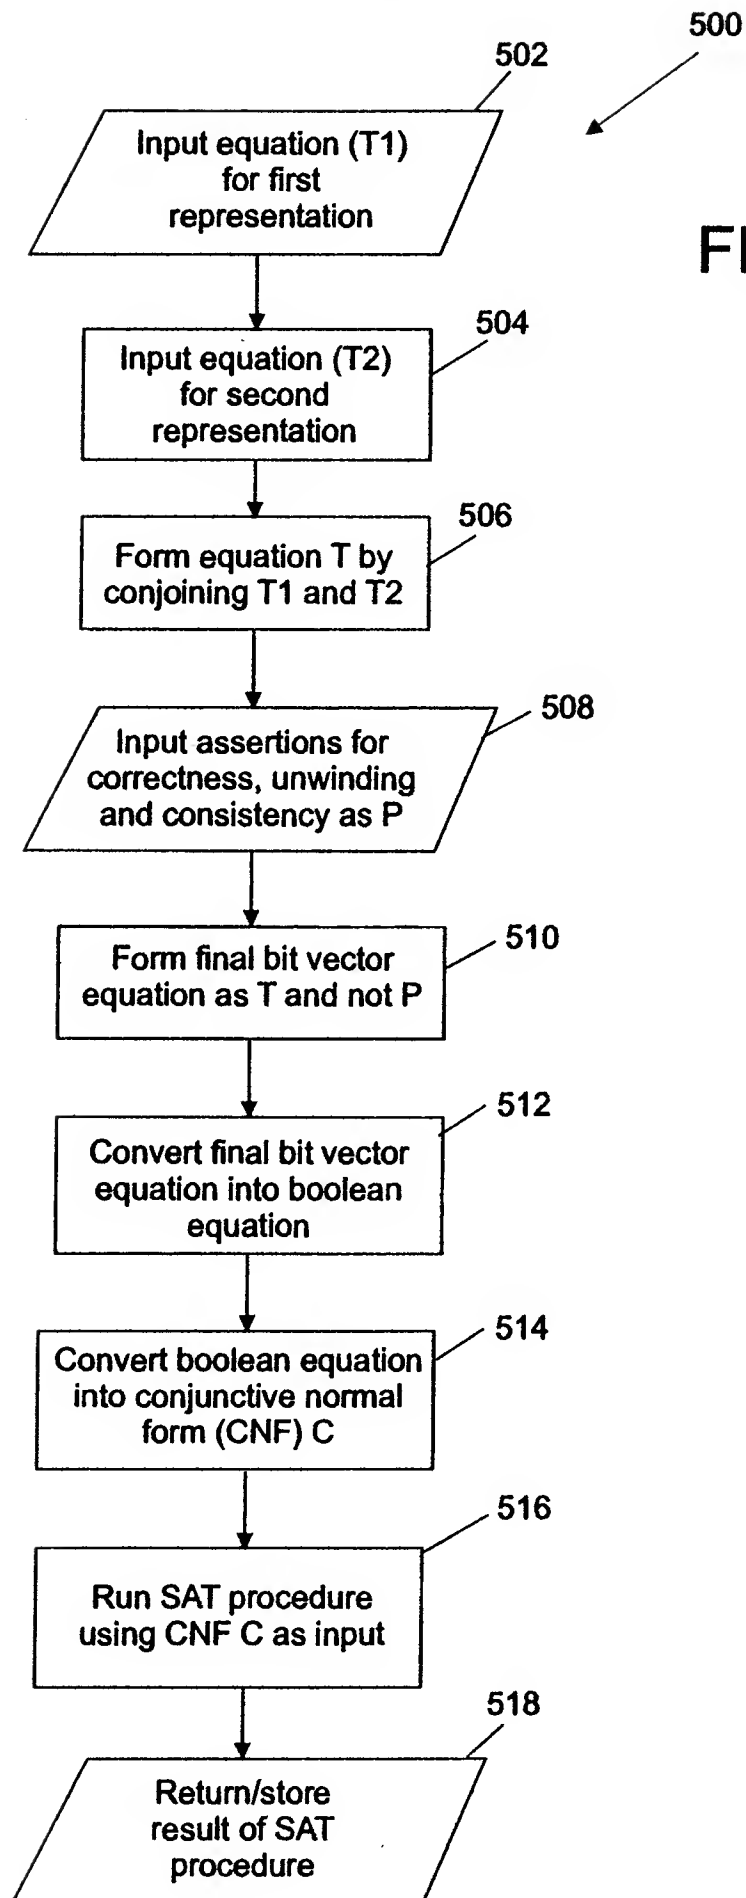 500
502
Input equation (T1)
for first
representation
504
Input equation (T2)
for second
representation
506
Form equation T by
conjoining T1 and T2
508
Input assertions for
correctness, unwinding
and consistency as P
510
Form final bit vector
equation as T and not P
512
Convert final bit vector
equation into boolean
equation
514
Convert boolean equation
into conjunctive normal
form (CNF) C
516
Run SAT procedure
using CNF C as input
518
Return/store
result of SAT
procedure